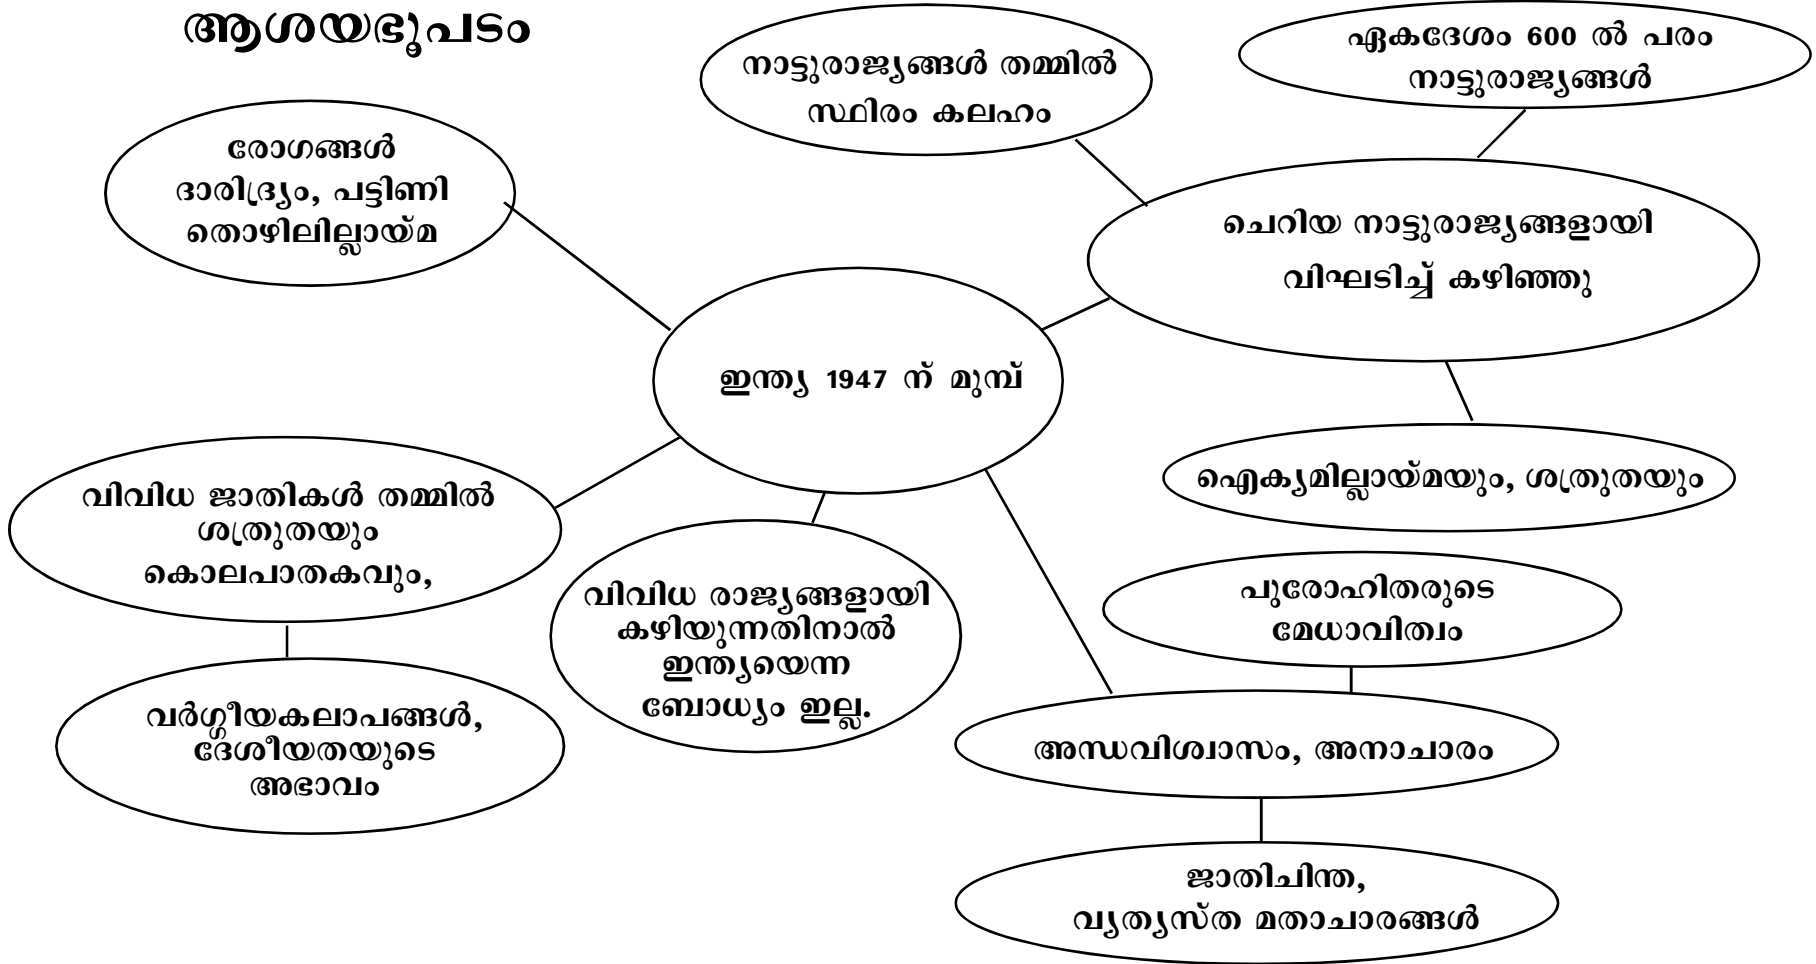 ആശയഭൂപടം
നാട്ടുരാജ്യങ്ങൾ തമ്മിൽ
സ്ഥിരം കലഹം
ഏകദേശം 600 ൽ പരം
നാട്ടുരാജ്യങ്ങൾ
രോഗങ്ങൾ
ദാരിദ്ര്യം, പട്ടിണി
തൊഴിലില്ലായ്മ
ചെറിയ നാട്ടുരാജ്യങ്ങളായി
വിഘടിച്ച് കഴിഞ്ഞു
ഇന്ത്യ 1947 ന് മുമ്പ്
ഐക്യമില്ലായ്മയും, ശത്രുതയും
വിവിധ ജാതികൾ തമ്മിൽ
ശത്രുതയും
കൊലപാതകവും,
വിവിധ രാജ്യങ്ങളായി
കഴിയുന്നതിനാൽ
ഇന്ത്യയെന്ന
ബോധ്യം ഇല്ല.
പുരോഹിതരുടെ
മേധാവിത്വം
വർഗ്ഗീയകലാപങ്ങൾ,
ദേശീയതയുടെ
അഭാവം
അന്ധവിശ്വാസം, അനാചാരം
ജാതിചിന്ത,
വ്യത്യസ്ത മതാചാരങ്ങൾ